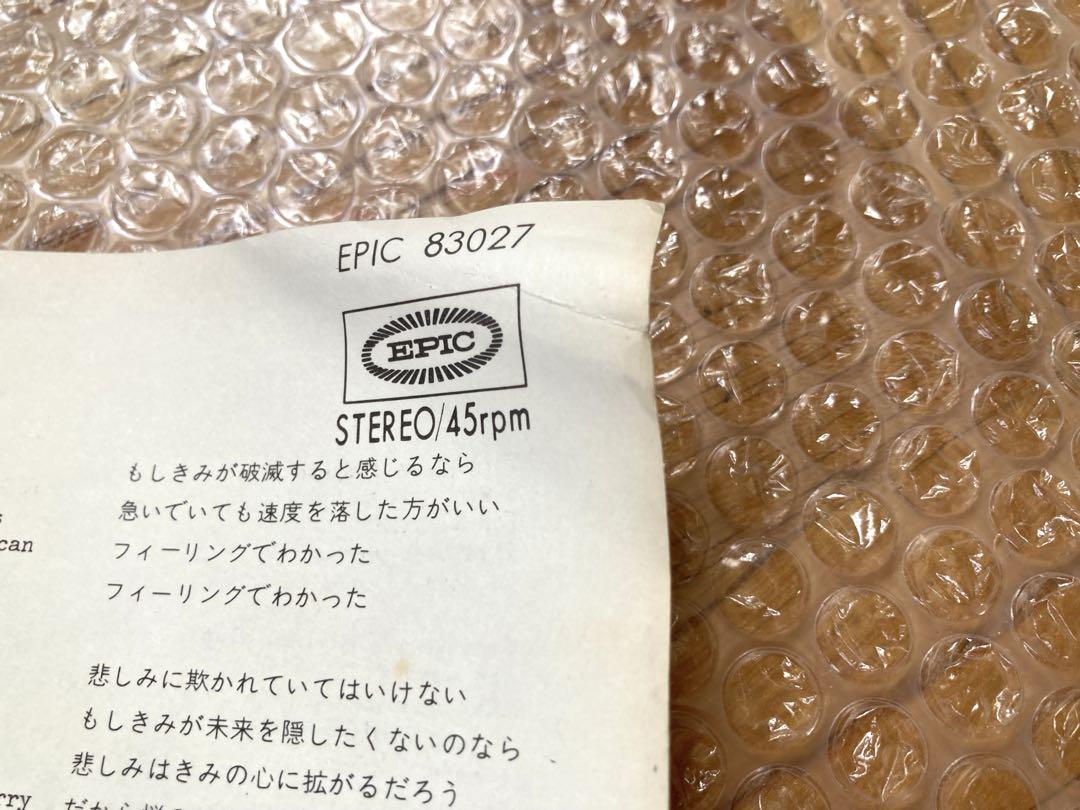 EPIC 83027
EPIC
STEREO/45rpm
もしきみが破滅すると感じるなら
急いでいても速度を落した方がいい
can
フィーリングでわかった
フィーリングでわかった
悲しみに欺かれていてはいけない
もしきみが未来を隠したくないのなら
悲しみはきみの心に拡がるだろう
rry
だから悩